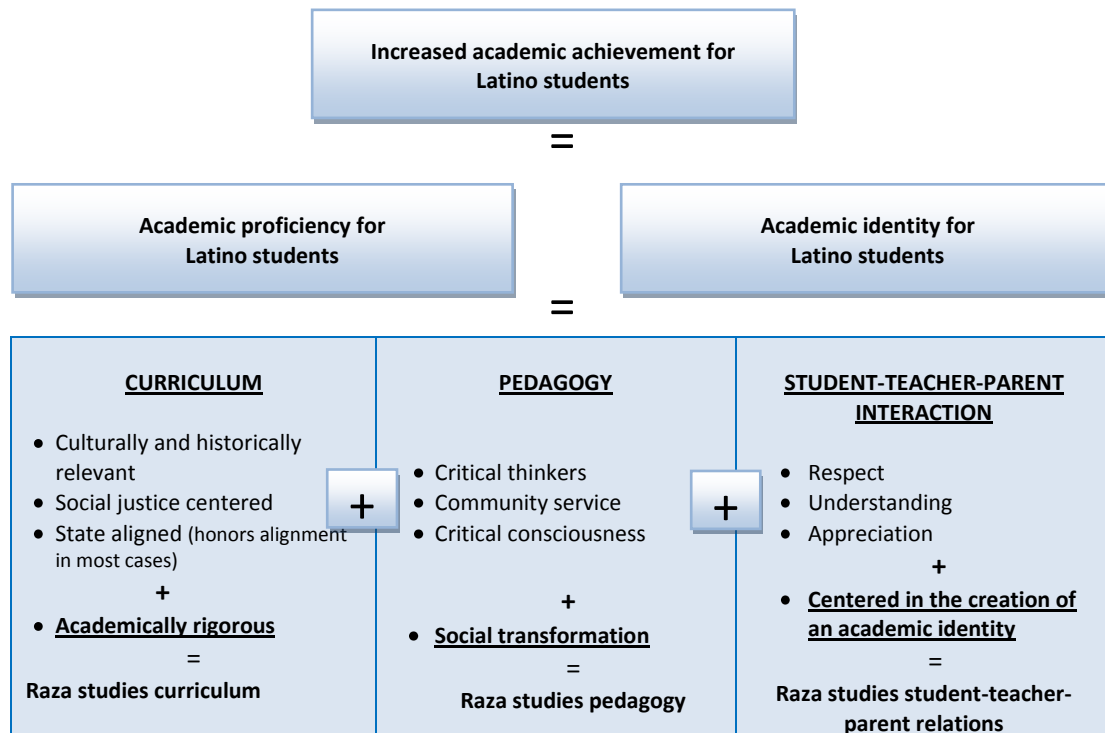 Increased academic achievement for
Latino students
=
Academic proficiency for
Latino students
Academic identity for
Latino students
=
CURRICULUM
• Culturally and historically
relevant
• Social justice centered
• State aligned (honors alignment
in most cases)
+
• Academically rigorous
=
Raza studies curriculum
+
PEDAGOGY
• Critical thinkers
• Community service
• Critical consciousness
+
• Social transformation
=
Raza studies pedagogy
+
STUDENT-TEACHER-PARENT
INTERACTION
• Respect
• Understanding
• Appreciation
+
• Centered in the creation of
an academic identity
=
Raza studies student-teacher-
parent relations